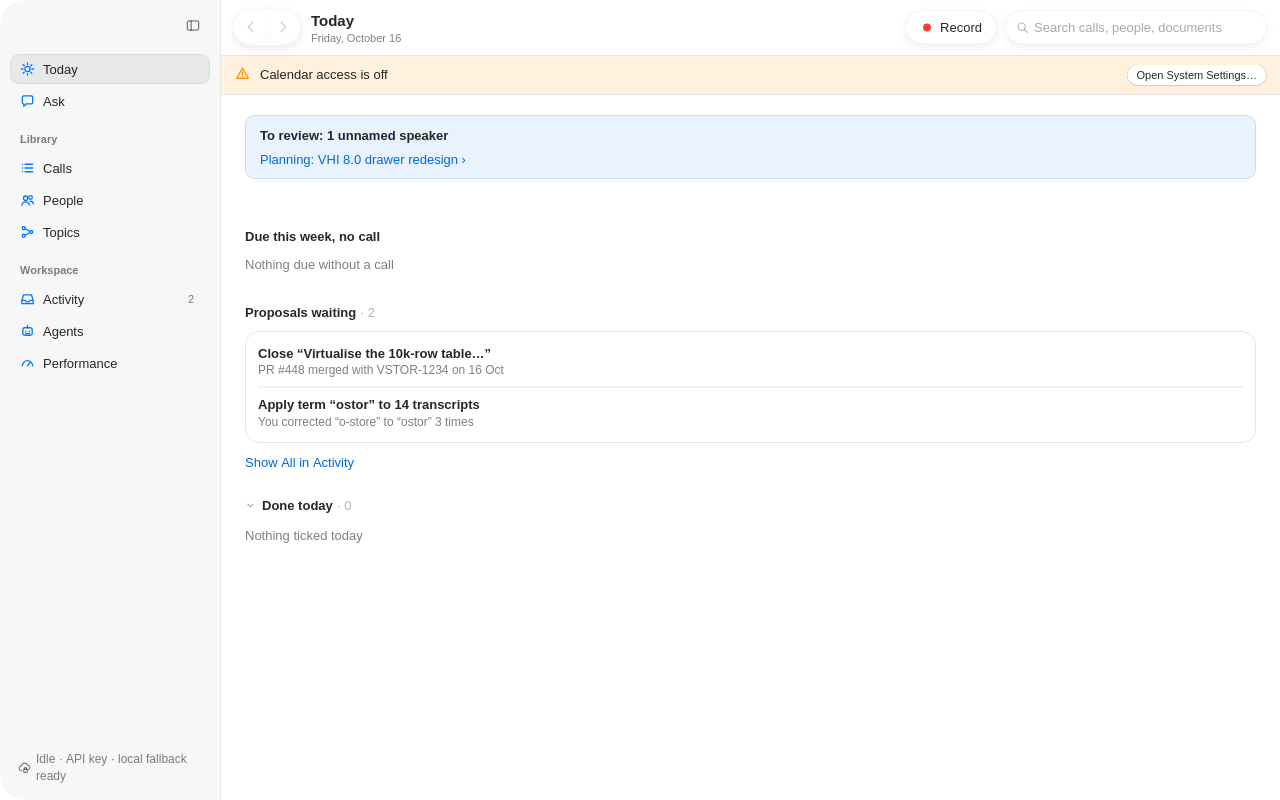 Today
Friday, October 16
Record
Search calls, people, documents
Today
Ask
Library
Calls
People
Topics
Workspace
Activity 2
Agents
Performance
Idle · API key · local fallback
ready
Calendar access is off
Open System Settings…
To review: 1 unnamed speaker
Planning: VHI 8.0 drawer redesign ›
Due this week, no call
Nothing due without a call
Proposals waiting · 2
Close “Virtualise the 10k-row table…”
PR #448 merged with VSTOR-1234 on 16 Oct
Apply term “ostor” to 14 transcripts
You corrected “o-store” to “ostor” 3 times
Show All in Activity
Done today · 0
Nothing ticked today